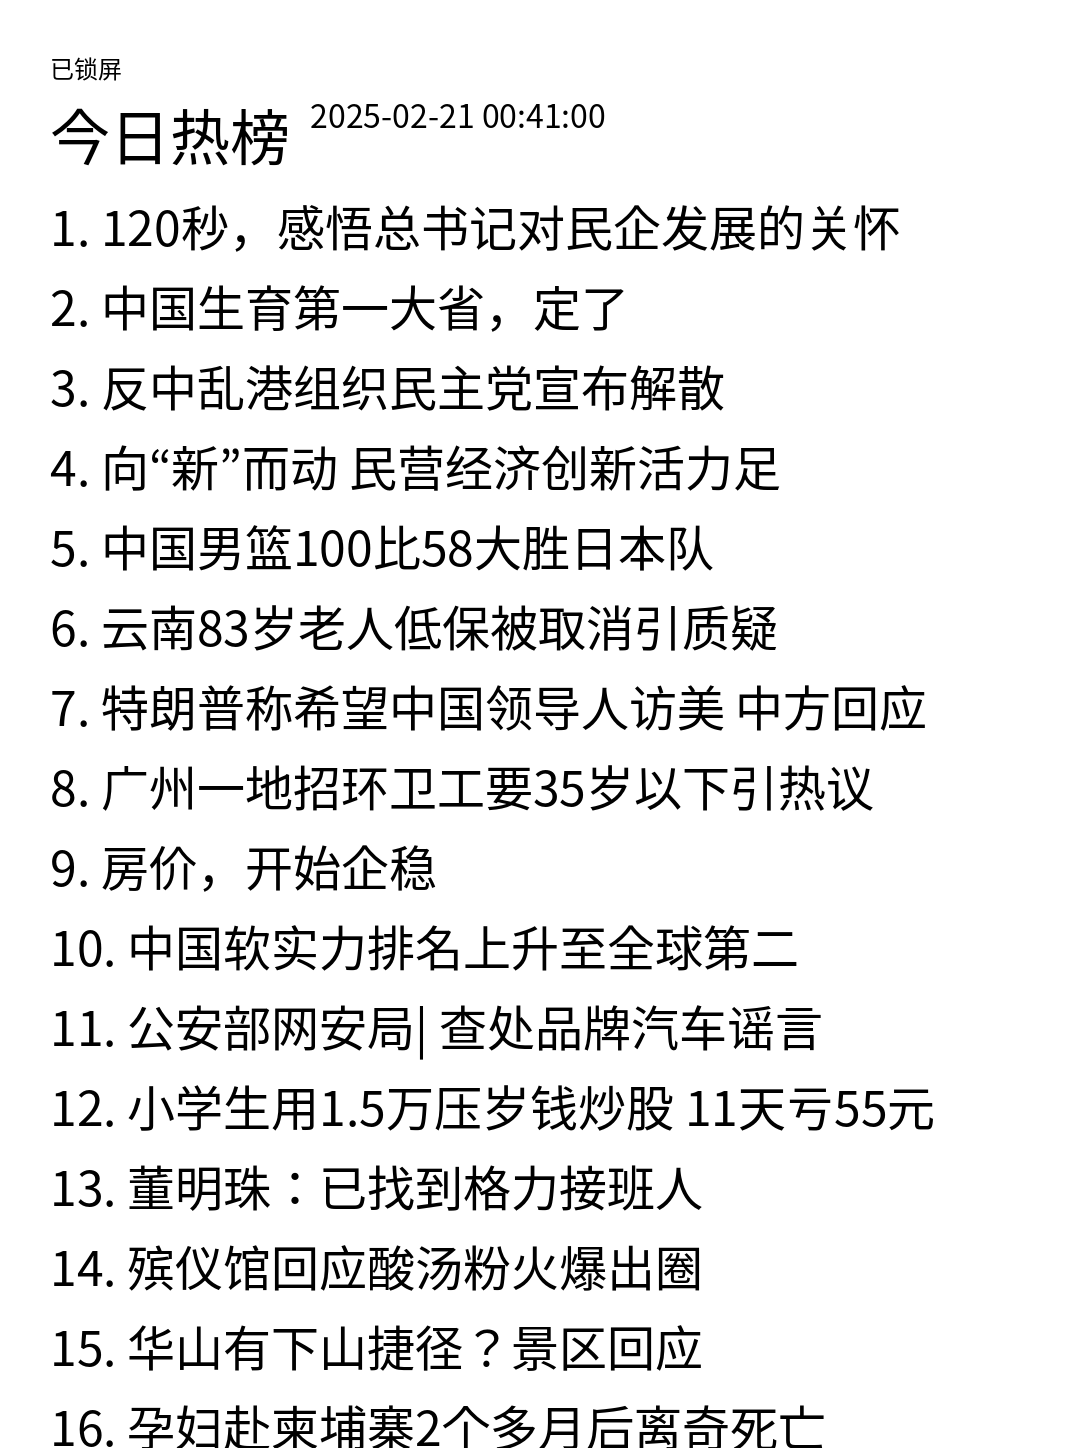 已锁屏
今日热榜 2025-02-21 00:41:00
1. 120秒，感悟总书记对民企发展的关怀
2. 中国生育第一大省，定了
3. 反中乱港组织民主党宣布解散
4. 向“新”而动 民营经济创新活力足
5. 中国男篮100比58大胜日本队
6. 云南83岁老人低保被取消引质疑
7. 特朗普称希望中国领导人访美 中方回应
8. 广州一地招环卫工要35岁以下引热议
9. 房价，开始企稳
10. 中国软实力排名上升至全球第二
11. 公安部网安局| 查处品牌汽车谣言
12. 小学生用1.5万压岁钱炒股 11天亏55元
13. 董明珠：已找到格力接班人
14. 殡仪馆回应酸汤粉火爆出圈
15. 华山有下山捷径？景区回应
16. 孕妇赴柬埔寨2个多月后离奇死亡